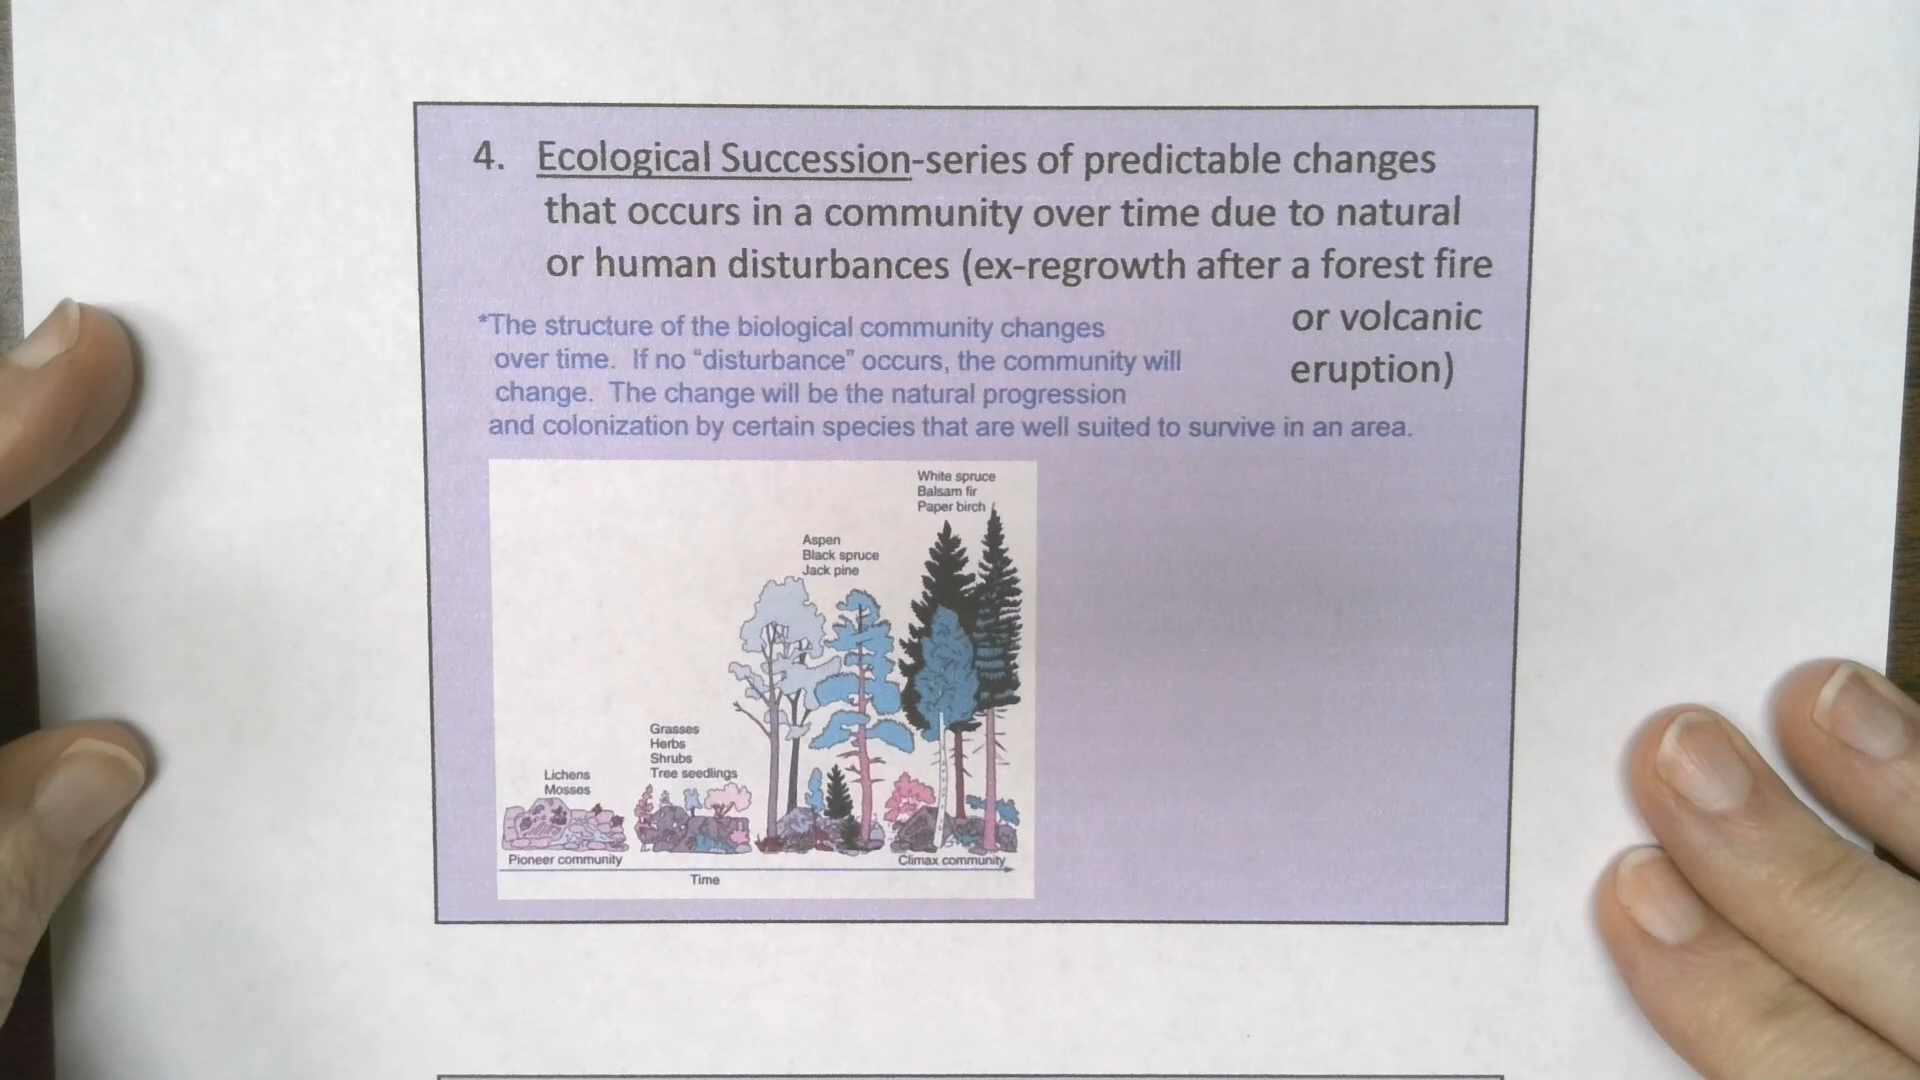 4. Ecological Succession-series of predictable changes
that occurs in a community over time due to natural
or human disturbances (ex-regrowth after a forest fire
or volcanic
eruption)
*The structure of the biological community changes
over time. If no “disturbance” occurs, the community will
change. The change will be the natural progression
and colonization by certain species that are well suited to survive in an area.
White spruce
Balsam fir
Paper birch
Aspen
Black spruce
Jack pine
Grasses
Herbs
Shrubs
Tree seedlings
Lichens
Mosses
Pioneer community
Climax community
Time